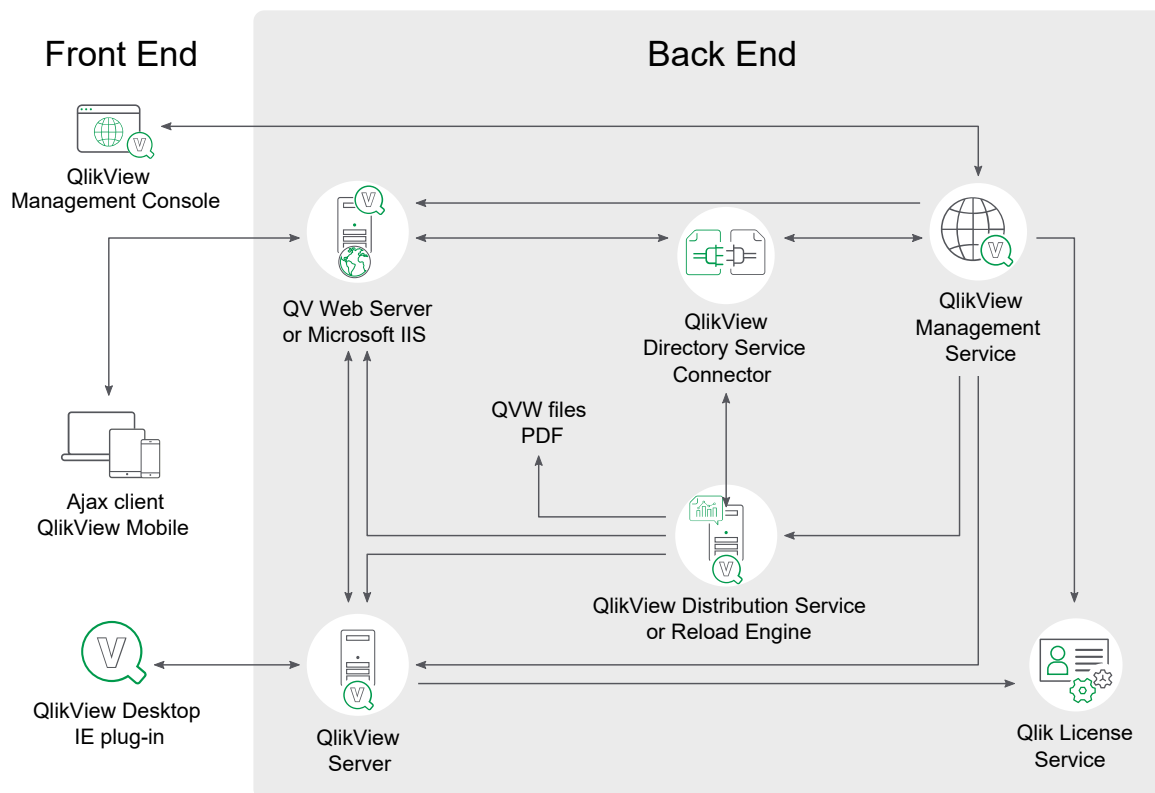 Front End
Back End
QlikView
Management Console
QV Web Server
or Microsoft IIS
QlikView
Directory Service
Connector
QlikView
Management
Service
QVW files
PDF
Ajax client
QlikView Mobile
QlikView Distribution Service
or Reload Engine
QlikView Desktop
IE plug-in
QlikView
Server
Qlik License
Service